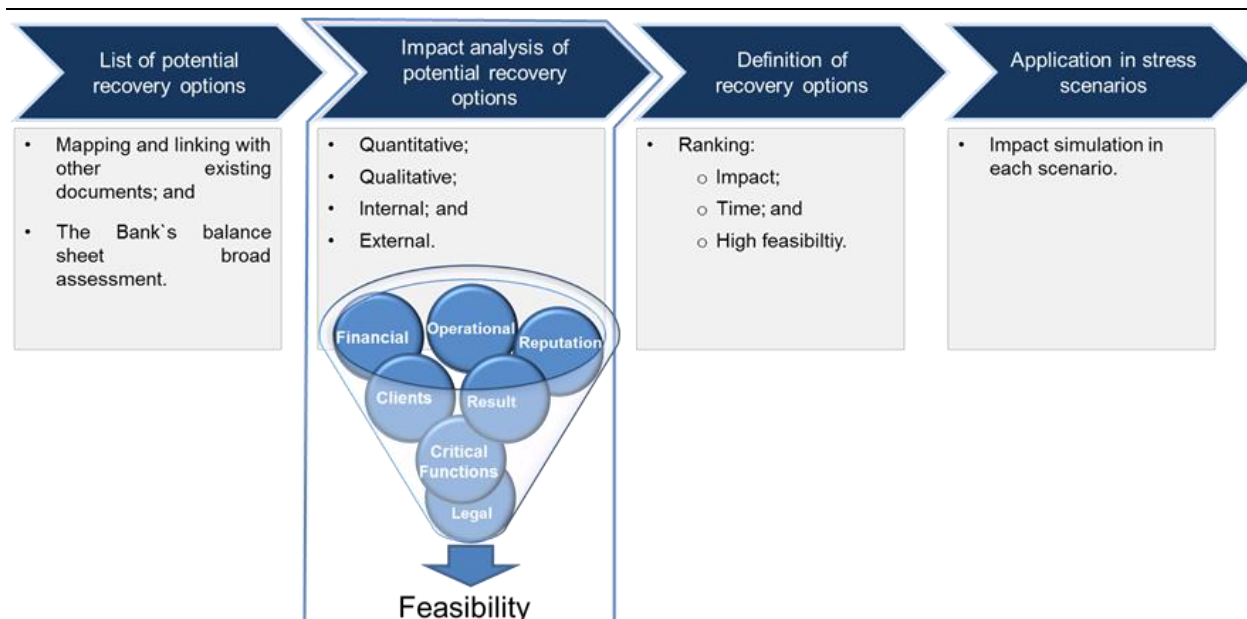 List of potential
recovery options
Impact analysis of
potential recovery
options
Definition of
recovery options
Application in stress
scenarios
• Mapping and linking with
other existing
documents; and
• The Bank`s balance
sheet broad
assessment.
• Quantitative;
• Qualitative;
• Internal; and
• External.
Financial
Operational
Reputation
Clients
Result
Critical
Functions
Legal
Feasibility
• Ranking:
o Impact;
o Time; and
o High feasibiltiy.
• Impact simulation in
each scenario.